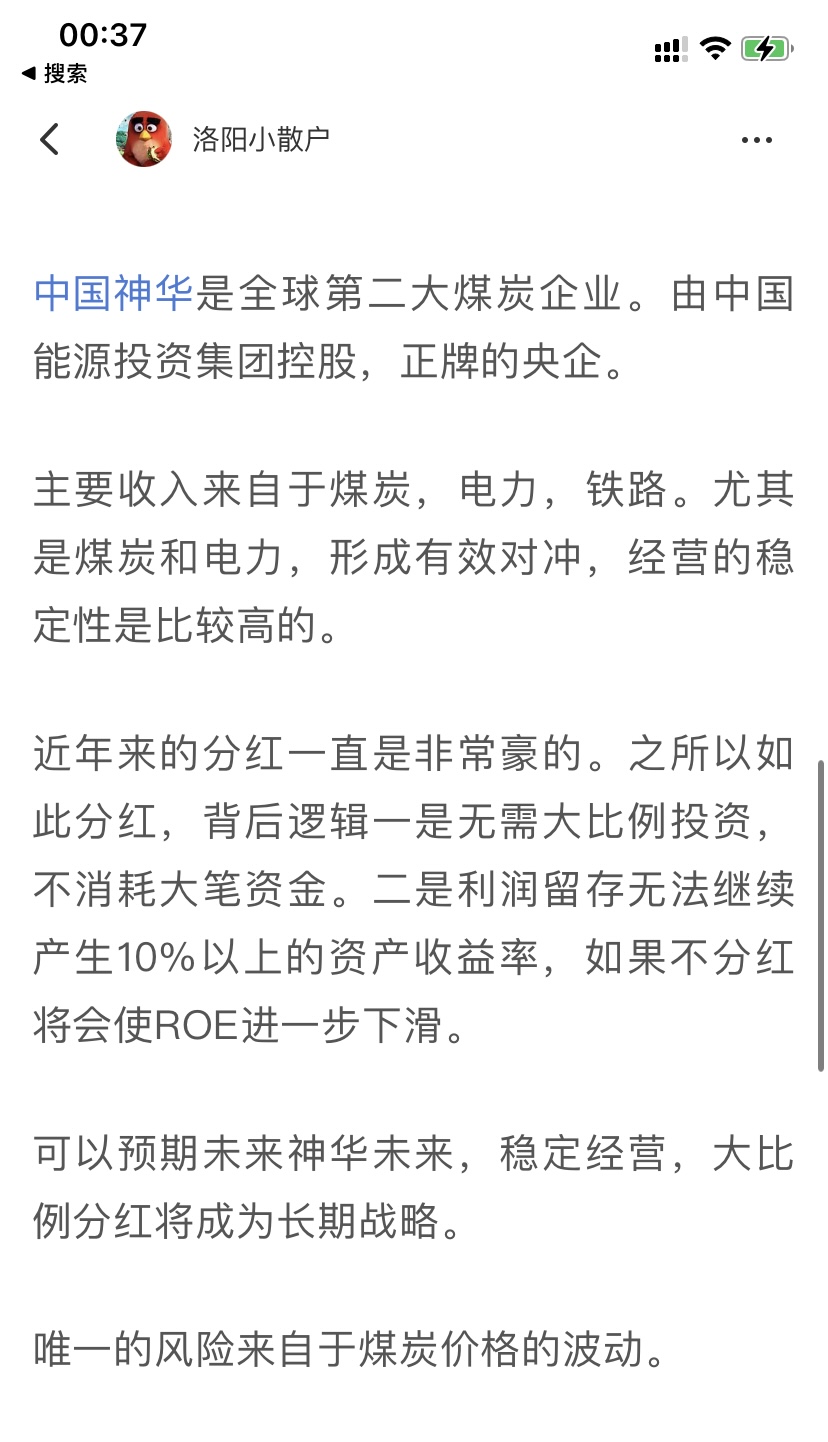 00:37
◀ 搜索
洛阳小散户
中国神华是全球第二大煤炭企业。由中国
能源投资集团控股，正牌的央企。
主要收入来自于煤炭，电力，铁路。尤其
是煤炭和电力，形成有效对冲，经营的稳
定性是比较高的。
近年来的分红一直是非常豪的。之所以如
此分红，背后逻辑一是无需大比例投资，
不消耗大笔资金。二是利润留存无法继续
产生10%以上的资产收益率，如果不分红
将会使ROE进一步下滑。
可以预期未来神华未来，稳定经营，大比
例分红将成为长期战略。
唯一的风险来自于煤炭价格的波动。